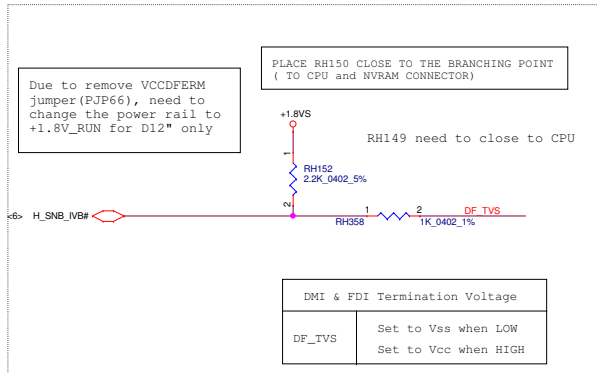 PLACE RH150 CLOSE TO THE BRANCHING POINT
( TO CPU and NVRAM CONNECTOR)
Due to remove VCCDFERM
jumper(PJP66), need to
change the power rail to
+1.8V_RUN for D12" only
+1.8VS
RH149 need to close to CPU
1
RH152
2.2K_0402_5%
2
<6> H_SNB_IVB#
1
2
DF_TVS
RH358
1K_0402_1%
DMI & FDI Termination Voltage
DF_TVS
Set to Vss when LOW
Set to Vcc when HIGH